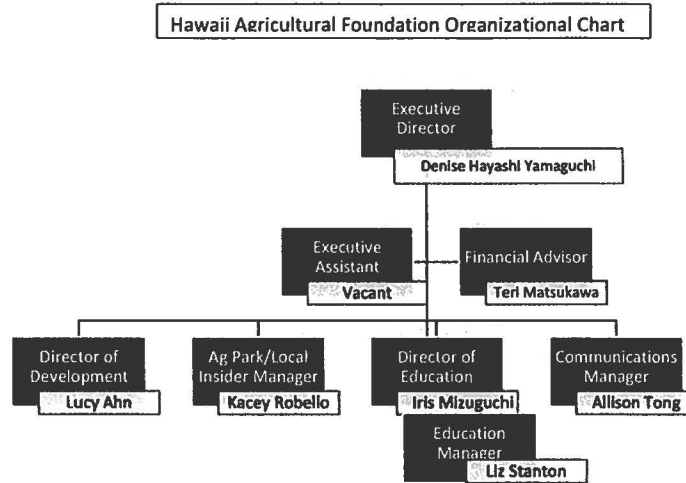 Hawaii Agricultural Foundation Organizational Chart
Executive
Director
Denise Hayashi Yamaguchi
Executive
Assistant
Vacant
Financial Advisor
Teri Matsukawa
Director of
Development
Lucy Ahn
Ag Park/Local
Insider Manager
Kacey Robello
Director of
Education
Iris Mizuguchi
Communications
Manager
Allison Tong
Education
Manager
Liz Stanton